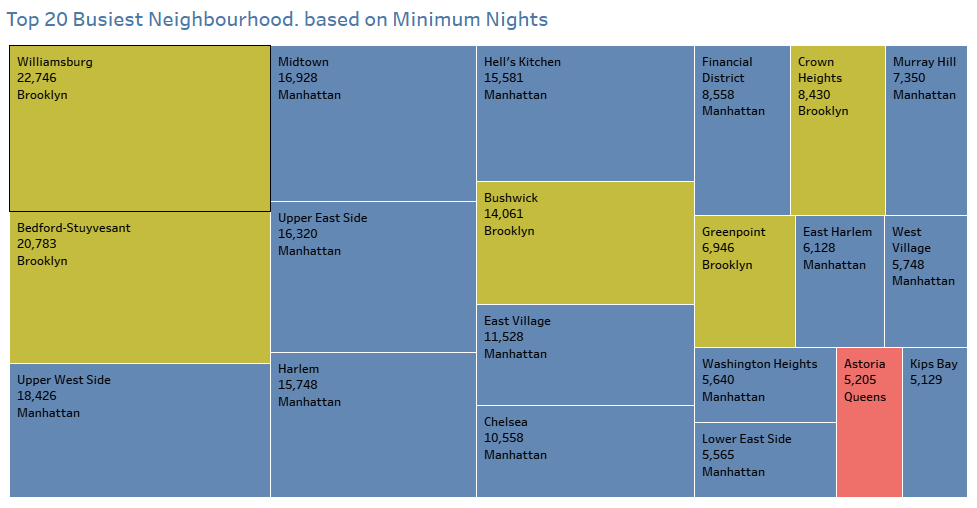 Top 20 Busiest Neighbourhood. based on Minimum Nights
Williamsburg
22,746
Brooklyn
Bedford-Stuyvesant
20,783
Brooklyn
Upper West Side
18,426
Manhattan
Midtown
16,928
Manhattan
Upper East Side
16,320
Manhattan
Harlem
15,748
Manhattan
Hell's Kitchen
15,581
Manhattan
Bushwick
14,061
Brooklyn
East Village
11,528
Manhattan
Chelsea
10,558
Manhattan
Financial
District
8,558
Manhattan
Crown
Heights
8,430
Brooklyn
Murray Hill
7,350
Manhattan
Greenpoint
6,946
Brooklyn
East Harlem
6,128
Manhattan
West
Village
5,748
Manhattan
Washington Heights
5,640
Manhattan
Lower East Side
5,565
Manhattan
Astoria
5,205
Queens
Kips Bay
5,129